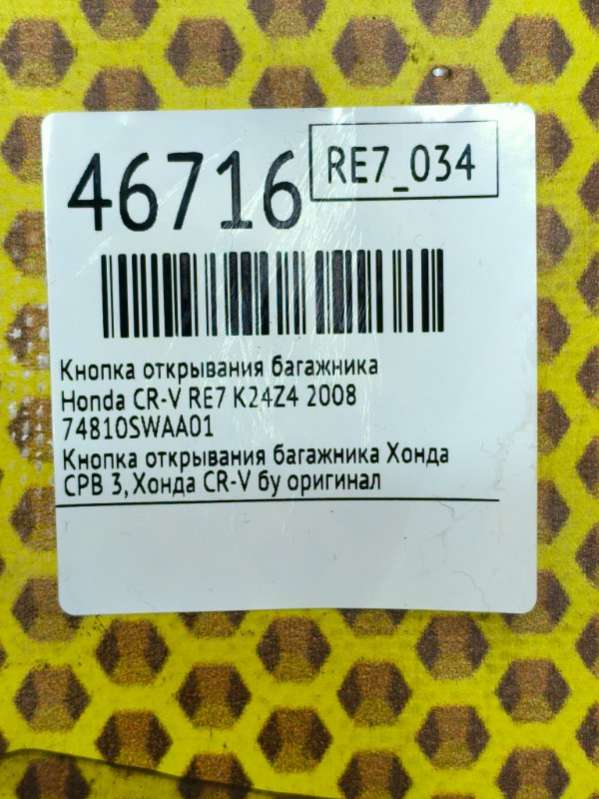 46716
RE7_034
Кнопка открывания багажника
Honda CR-V RE7 K24Z4 2008
74810SWAA01
Кнопка открывания багажника Хонда
СРВ 3, Хонда CR-V бу оригинал